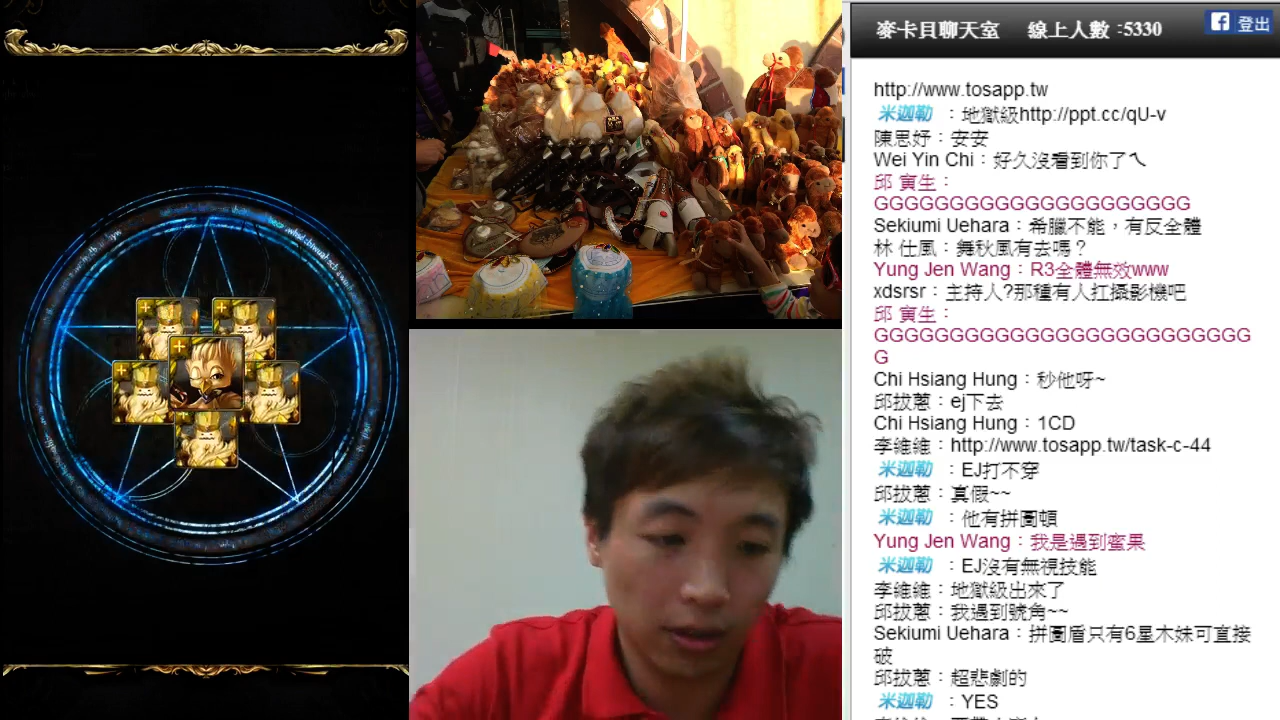 麥卡貝聊天室 線上人數 :5330 登出
http://www.tosapp.tw
米迦勒 : 地獄級http://ppt.cc/qU-v
陳思妤 : 安安
Wei Yin Chi : 好久沒看到你了ㄟ
邱 寅生 :
GGGGGGGGGGGGGGGGGGGGG
Sekiumi Uehara : 希臘不能，有反全體
林 仕風 : 舞秋風有去嗎？
Yung Jen Wang : R3全體無效www
xdsrsr : 主持人?那種有人扛攝影機吧
邱 寅生 :
GGGGGGGGGGGGGGGGGGGGGGGGG
G
Chi Hsiang Hung : 秒他呀~
邱拔蔥 : ej下去
Chi Hsiang Hung : 1CD
李維維 : http://www.tosapp.tw/task-c-44
米迦勒 : EJ打不穿
邱拔蔥 : 真假~~
米迦勒 : 他有拼圖頓
Yung Jen Wang : 我是遇到蜜果
米迦勒 : EJ沒有無視技能
李維維 : 地獄級出來了
邱拔蔥 : 我遇到號角~~
Sekiumi Uehara : 拼圖盾只有6星木妹可直接
破
邱拔蔥 : 超悲劇的
米迦勒 : YES